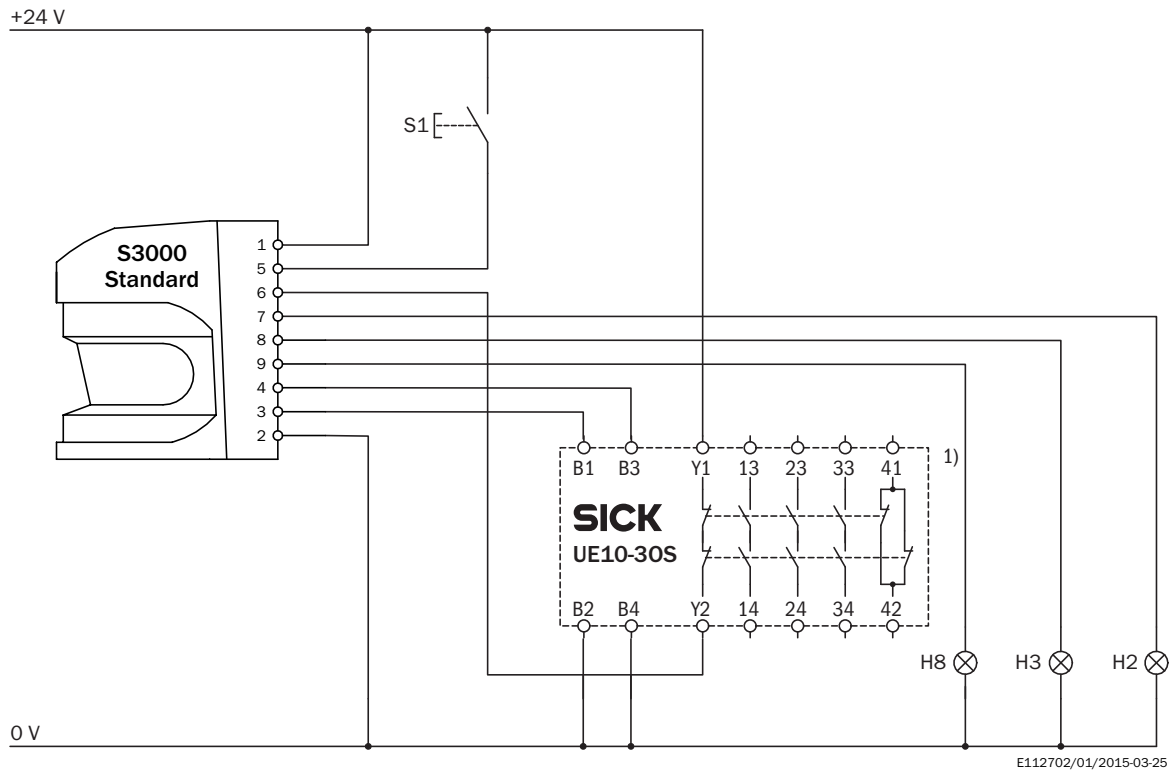 +24 V
S1
S3000
Standard
1
5
6
7
8
9
4
3
2
B1 B3 Y1 13 23 33 41 1)
SICK
UE10-30S
B2 B4 Y2 14 24 34 42
H8 H3 H2
0 V
E112702/01/2015-03-25